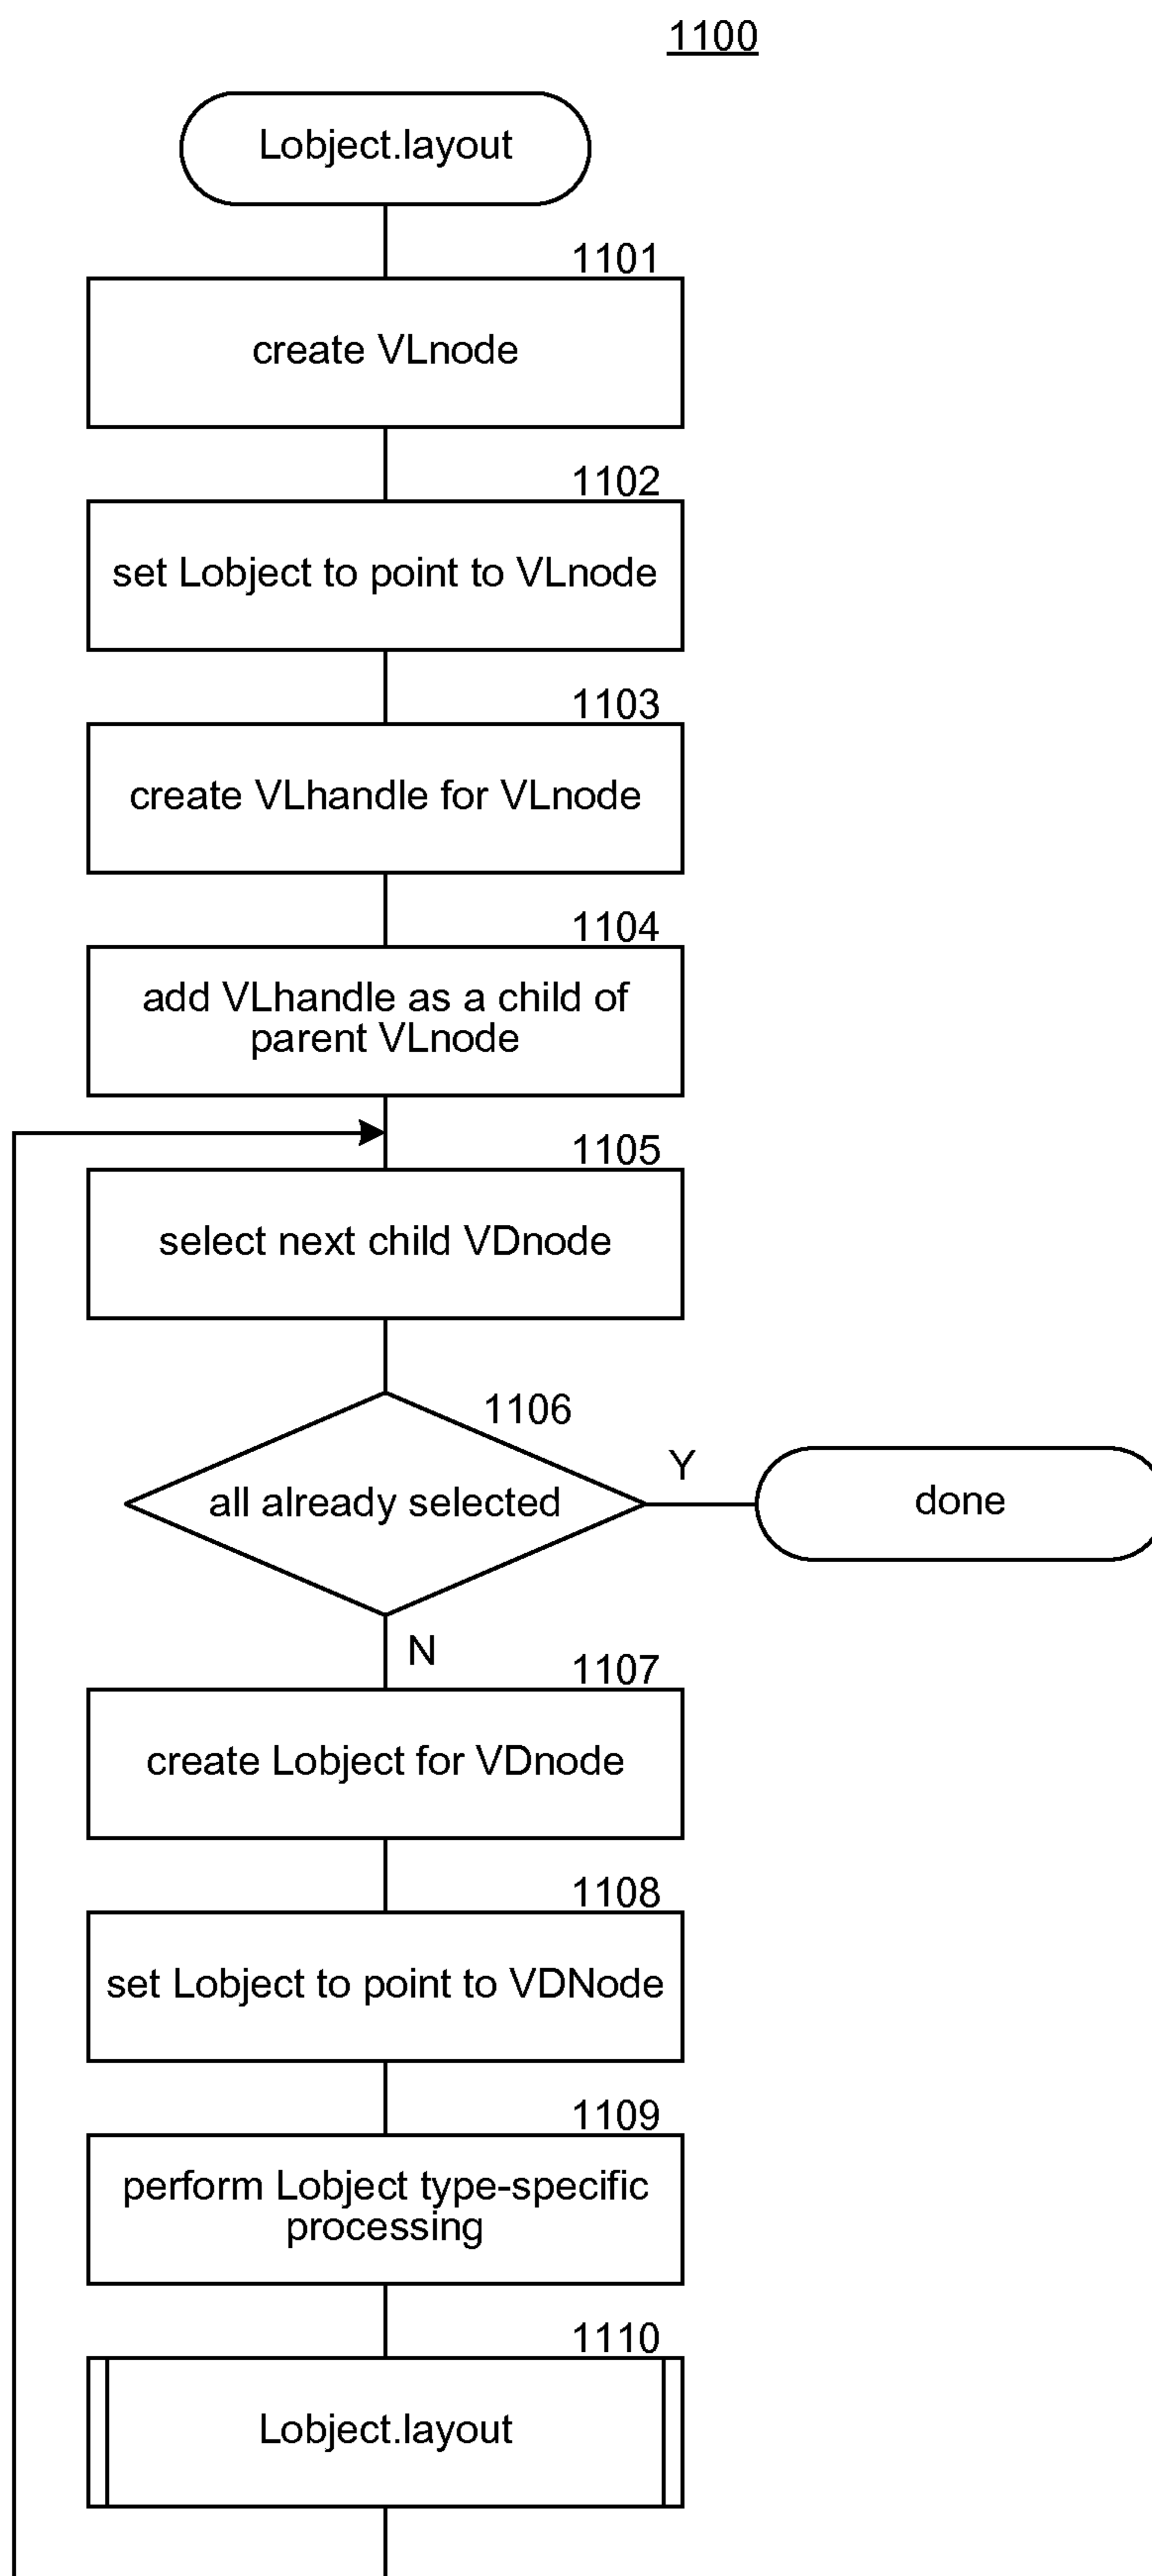 1100
Lobject.layout
1101
create VLnode
1102
set Lobject to point to VLnode
1103
create VLhandle for VLnode
1104
add VLhandle as a child of
parent VLnode
1105
select next child VDnode
1106
all already selected
Y
done
N
1107
create Lobject for VDnode
1108
set Lobject to point to VDNode
1109
perform Lobject type-specific
processing
1110
Lobject.layout